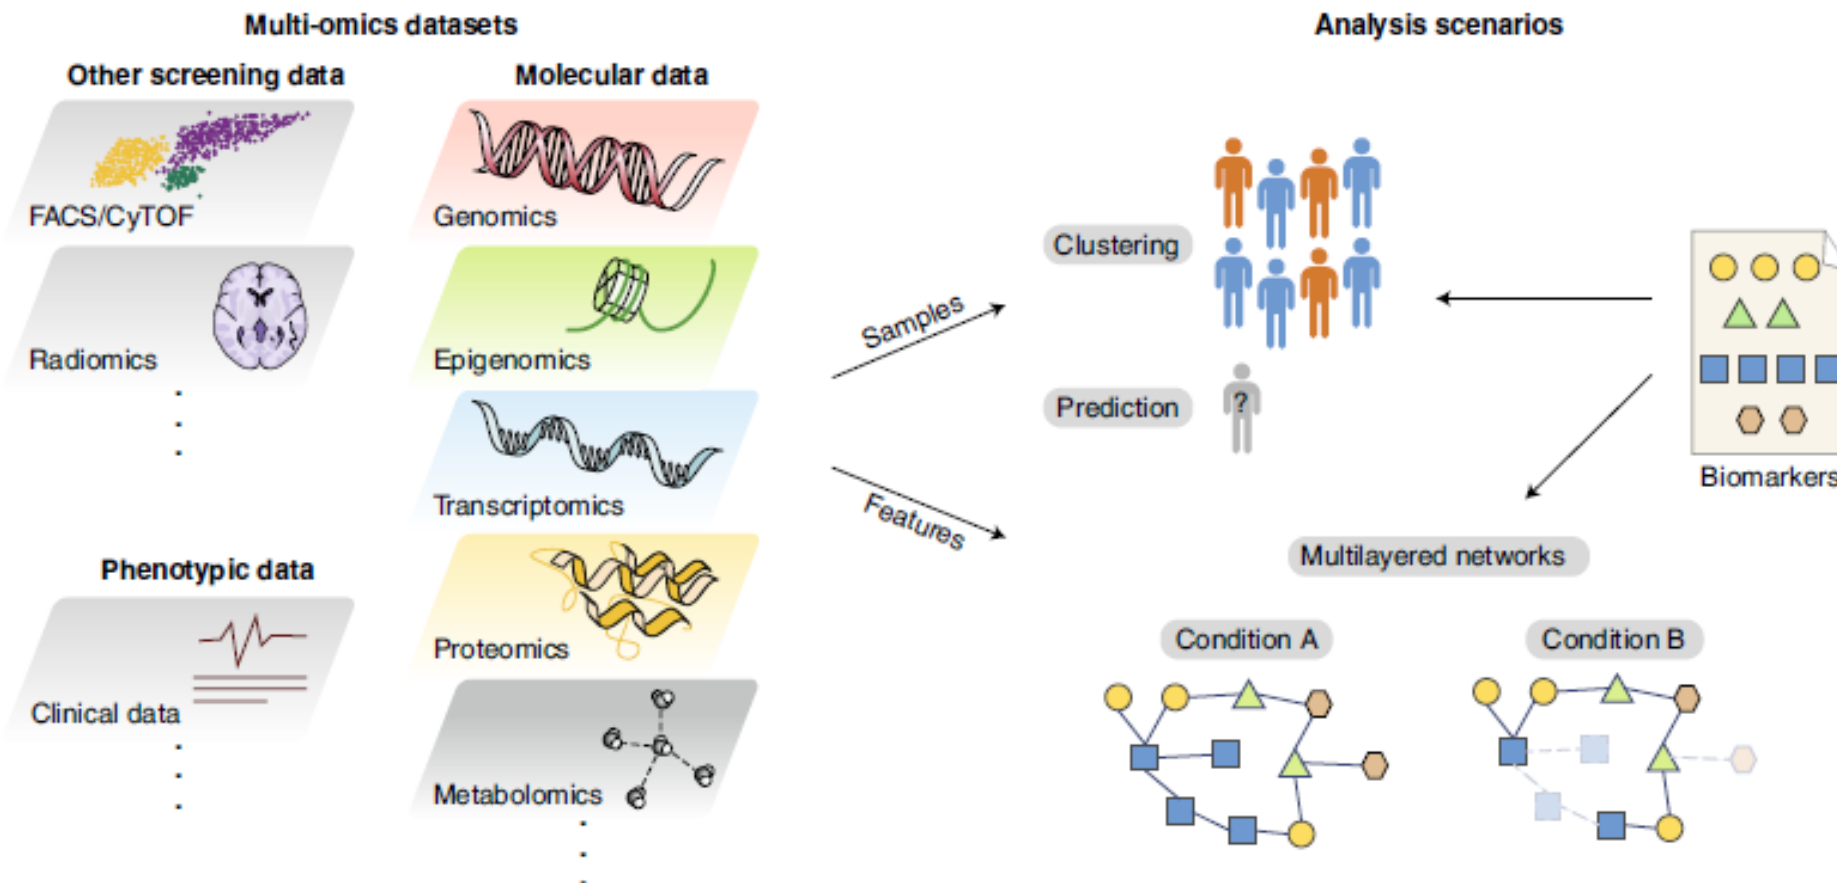 Multi-omics datasets
Other screening data
Molecular data
FACS/CyTOF
Radiomics
Phenotypic data
Clinical data
Genomics
Epigenomics
Transcriptomics
Proteomics
Metabolomics
Samples
Features
Analysis scenarios
Clustering
Prediction
?
Biomarkers
Multilayered networks
Condition A
Condition B